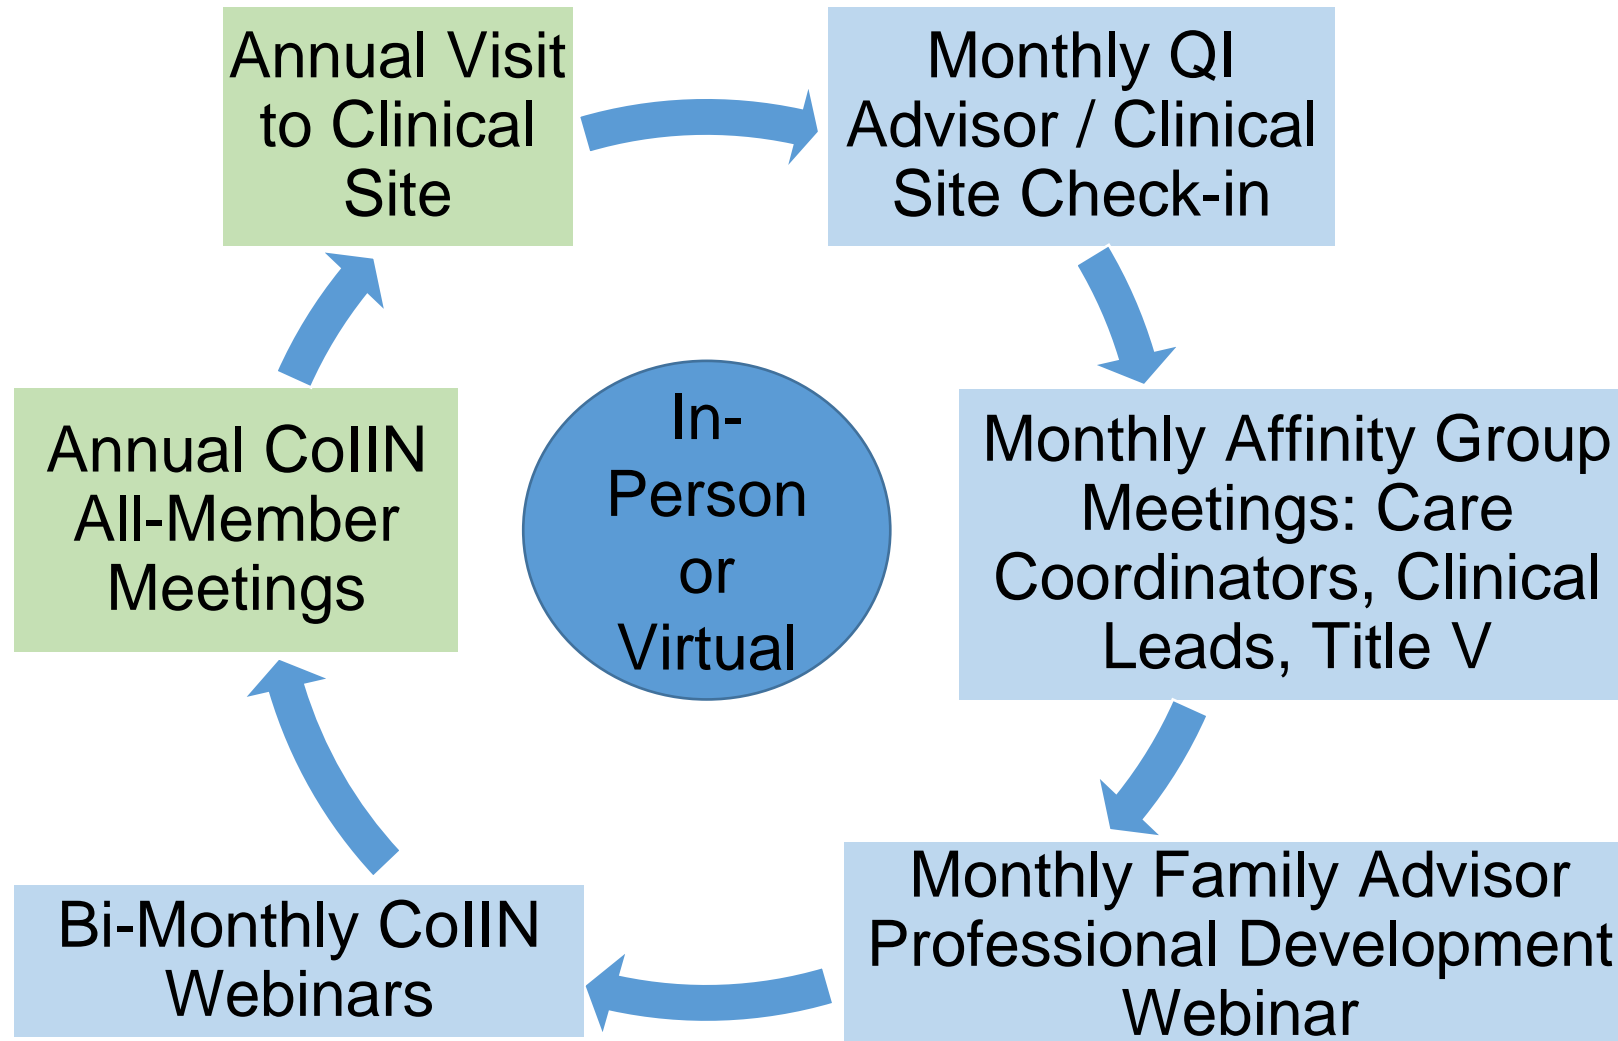 Annual Visit
to Clinical
Site
Monthly QI
Advisor / Clinical
Site Check-in
Monthly Affinity Group
Meetings: Care
Coordinators, Clinical
Leads, Title V
Monthly Family Advisor
Professional Development
Webinar
Bi-Monthly CoIIN
Webinars
Annual CoIIN
All-Member
Meetings
In-
Person
or
Virtual